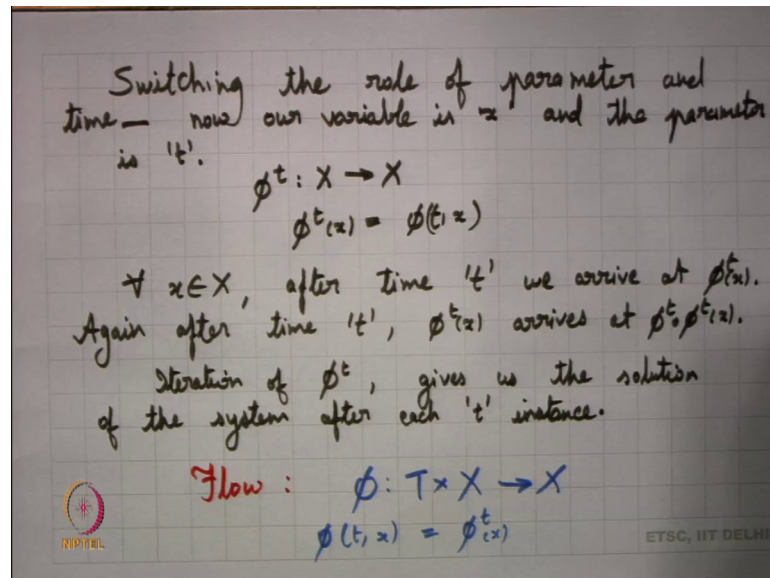 Switching the role of parameter and
time — now our variable is 'x' and the parameter
is 't'.
ϕᵗ : X → X
ϕᵗ(x) = ϕ(t, x)
∀ x ∈ X, after time 't' we arrive at ϕᵗ(x).
Again after time 't', ϕᵗ(x) arrives at ϕᵗ∘ϕᵗ(x).
Iteration of ϕᵗ, gives us the solution
of the system after each 't' instance.
Flow : ϕ : T × X → X
ϕ(t, x) = ϕᵗ(x)
NPTEL
ETSC, IIT DELHI